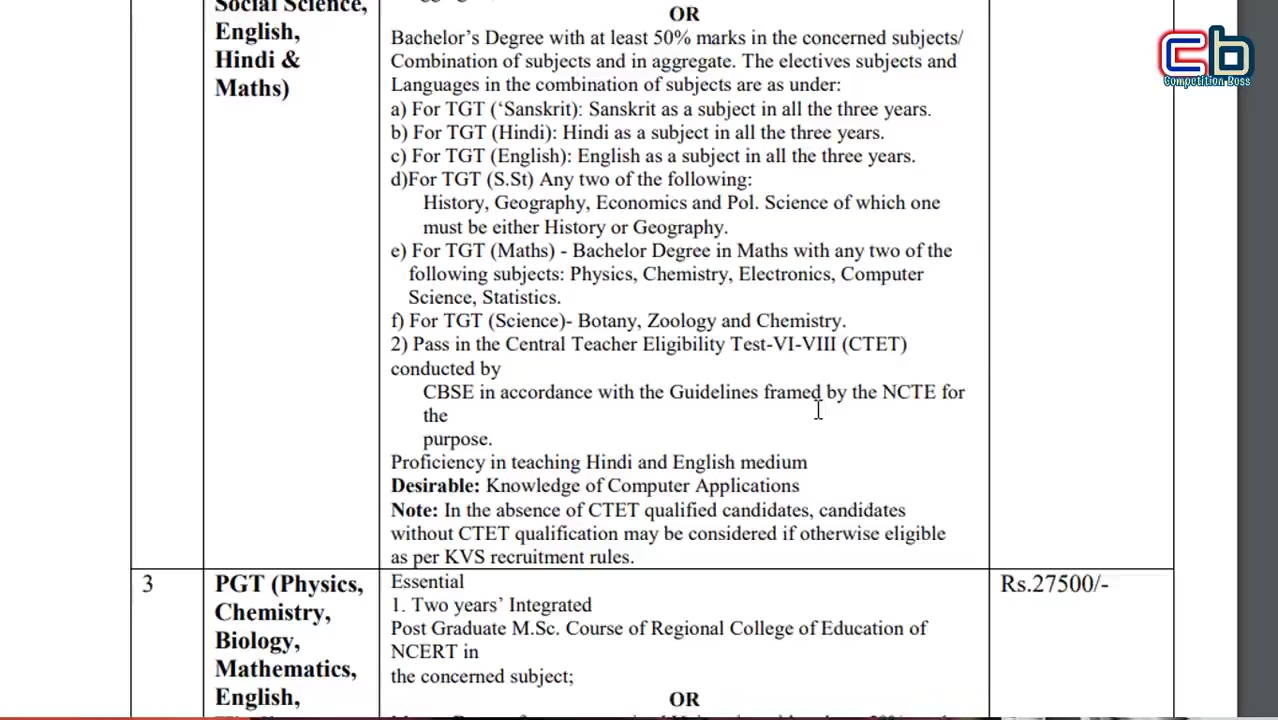 Social Science,
English,
Hindi &
Maths)
OR
Bachelor’s Degree with at least 50% marks in the concerned subjects/
Combination of subjects and in aggregate. The electives subjects and
Languages in the combination of subjects are as under:
a) For TGT (‘Sanskrit): Sanskrit as a subject in all the three years.
b) For TGT (Hindi): Hindi as a subject in all the three years.
c) For TGT (English): English as a subject in all the three years.
d)For TGT (S.St) Any two of the following:
History, Geography, Economics and Pol. Science of which one
must be either History or Geography.
e) For TGT (Maths) - Bachelor Degree in Maths with any two of the
following subjects: Physics, Chemistry, Electronics, Computer
Science, Statistics.
f) For TGT (Science)- Botany, Zoology and Chemistry.
2) Pass in the Central Teacher Eligibility Test-VI-VIII (CTET)
conducted by
CBSE in accordance with the Guidelines framed by the NCTE for
the
purpose.
Proficiency in teaching Hindi and English medium
Desirable: Knowledge of Computer Applications
Note: In the absence of CTET qualified candidates, candidates
without CTET qualification may be considered if otherwise eligible
as per KVS recruitment rules.
Cb
Competition Boss
3
PGT (Physics,
Chemistry,
Biology,
Mathematics,
English,
Essential
1. Two years’ Integrated
Post Graduate M.Sc. Course of Regional College of Education of
NCERT in
the concerned subject;
OR
Rs.27500/-